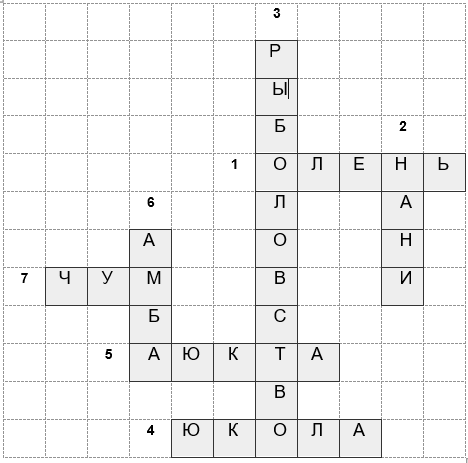 3
Р
Ы
Б 2
1 О Л Е Н Ь
6 Л А
А О Н
7 Ч У М В И
Б С
5 А Ю К Т А
В
4 Ю К О Л А